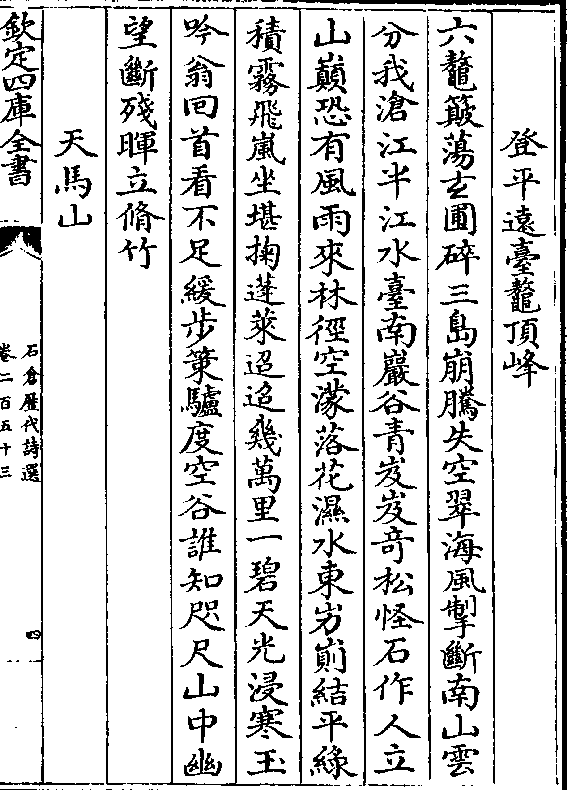 登平遠臺鼇頂峰
六鼇簸蕩玄圃碎三島崩騰失空翠海風掣斷南山雲
分我滄江半江水臺南巖谷青岌岌奇松怪石作人立
山巔恐有風雨來林徑空濛落花濕水東岃崱結平綠
積霧飛嵐坐堪掬蓬萊迢迢幾萬里一碧天光浸寒玉
吟翁回首看不足緩步策驢度空谷誰知咫尺山中幽
望斷殘暉立脩竹
天馬山
欽定四庫全書
石倉歷代詩選
卷二百五十三
四